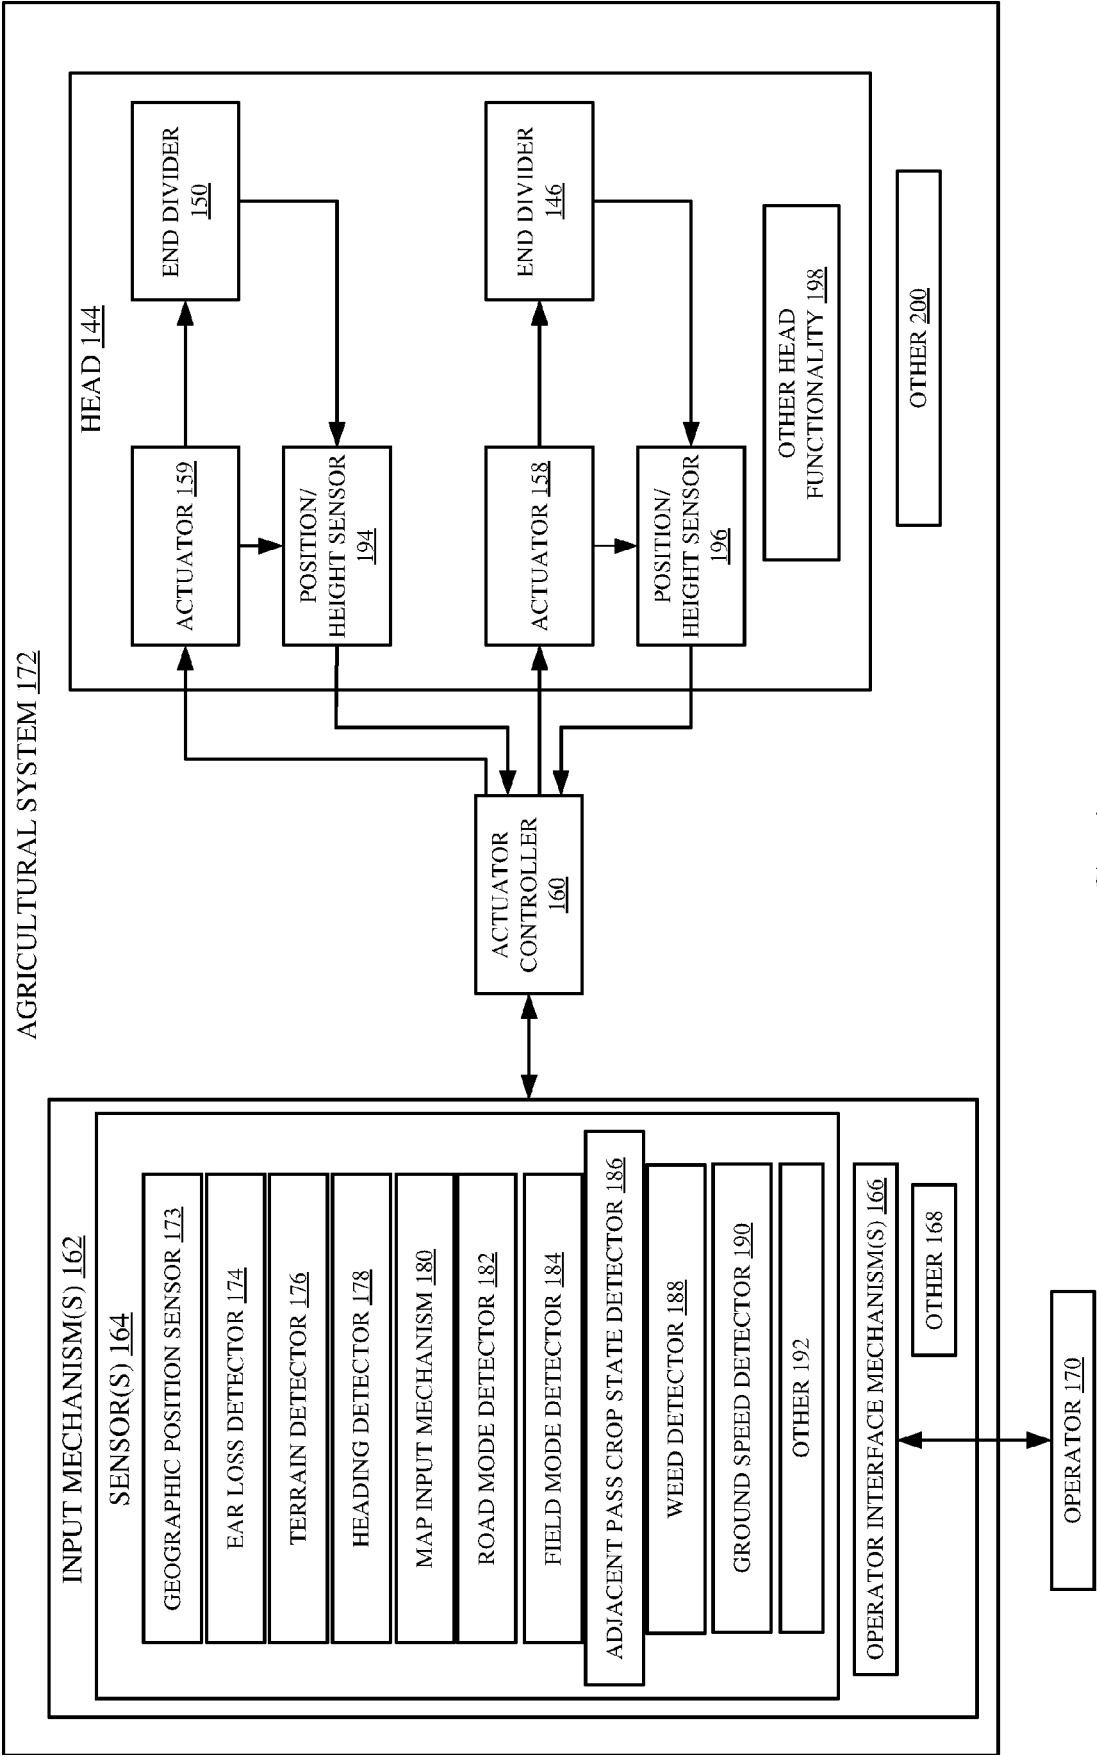 AGRICULTURAL SYSTEM 172
INPUT MECHANISM(S) 162
SENSOR(S) 164
GEOGRAPHIC POSITION SENSOR 173
EAR LOSS DETECTOR 174
TERRAIN DETECTOR 176
HEADING DETECTOR 178
MAP INPUT MECHANISM 180
ROAD MODE DETECTOR 182
FIELD MODE DETECTOR 184
ADJACENT PASS CROP STATE DETECTOR 186
WEED DETECTOR 188
GROUND SPEED DETECTOR 190
OTHER 192
OPERATOR INTERFACE MECHANISM(S) 166
OTHER 168
OPERATOR 170
ACTUATOR
CONTROLLER
160
HEAD 144
ACTUATOR 159
END DIVIDER
150
POSITION/
HEIGHT SENSOR
194
ACTUATOR 158
END DIVIDER
146
POSITION/
HEIGHT SENSOR
196
OTHER HEAD
FUNCTIONALITY 198
OTHER 200